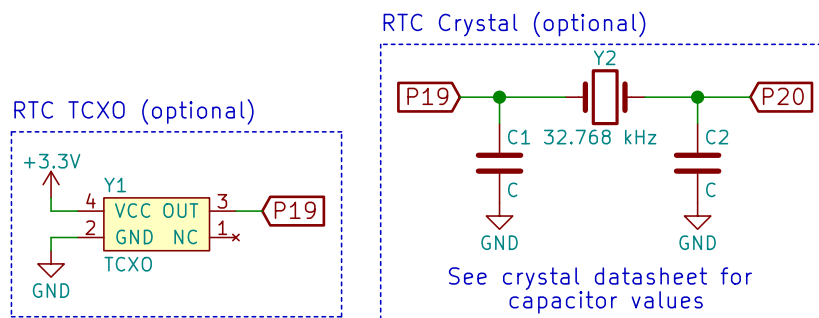 RTC Crystal (optional)
Y2
P19
P20
C1
32.768 kHz
C2
C
C
GND
GND
See crystal datasheet for
capacitor values
RTC TCXO (optional)
+3.3V
Y1
4
VCC
OUT
3
P19
2
GND
NC
1
TCXO
GND